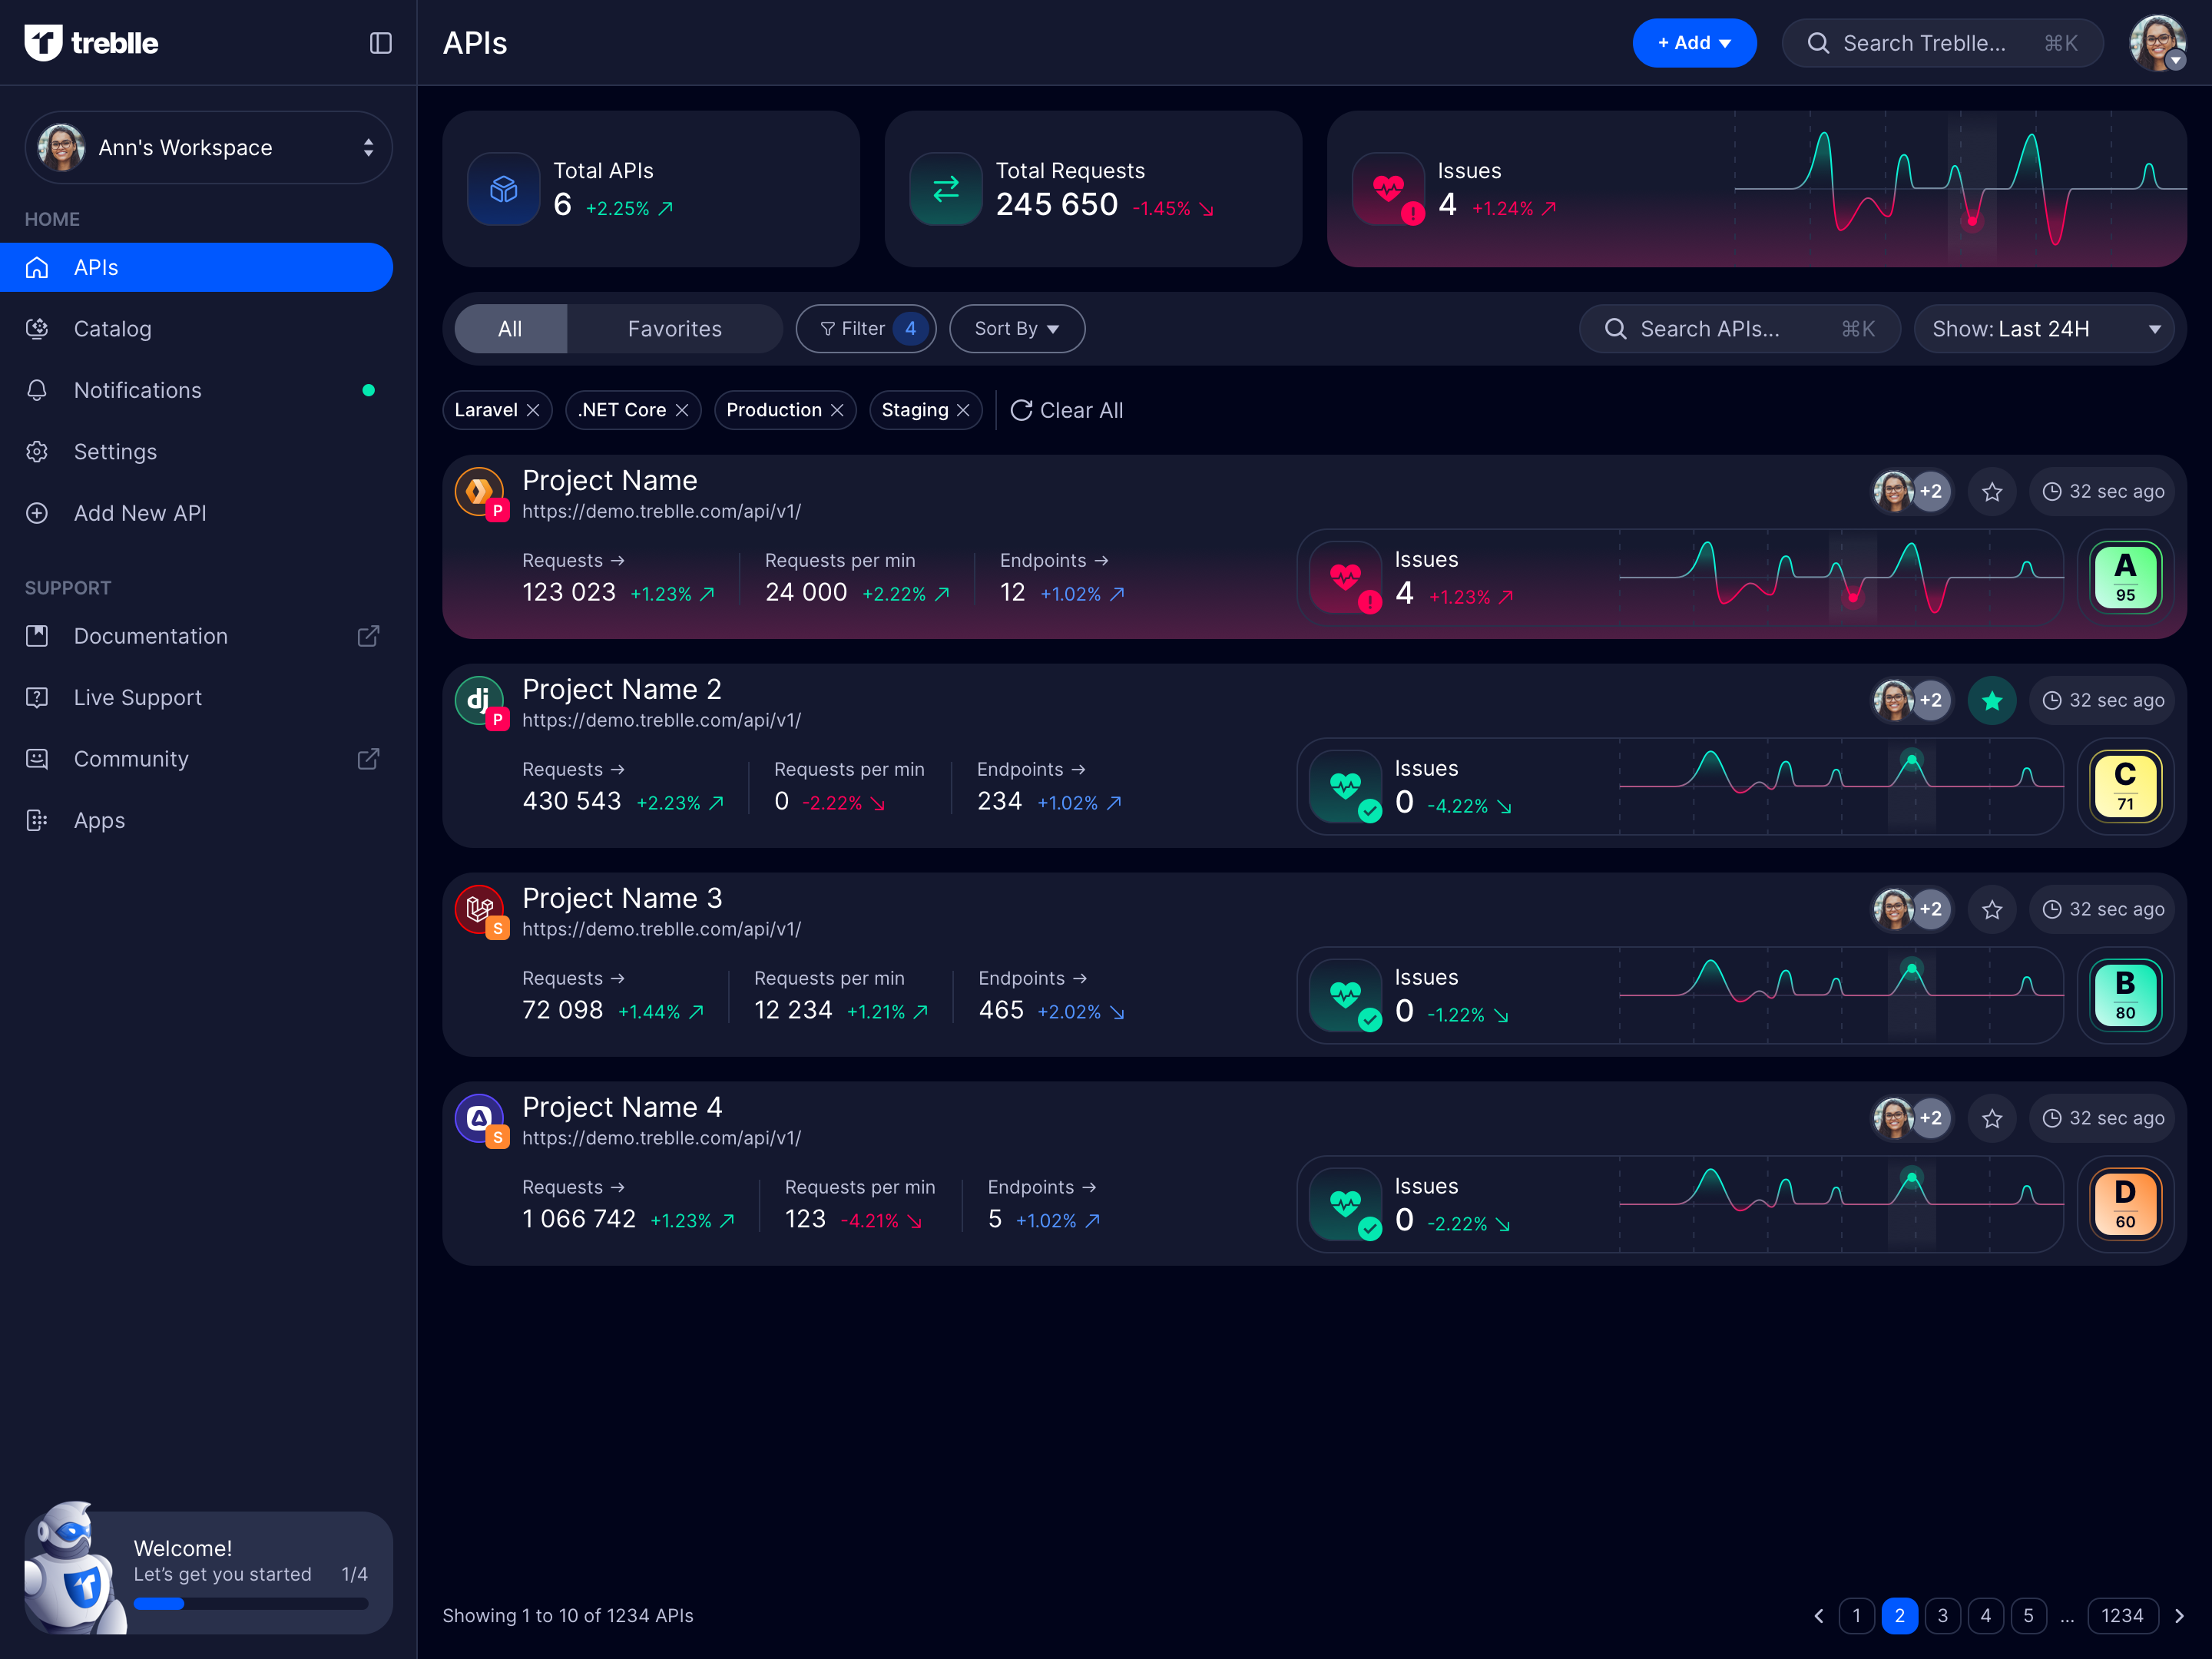 treblle
APIs
+ Add
Search Treblle... ⌘K
Ann's Workspace
HOME
APIs
Catalog
Notifications
Settings
Add New API
SUPPORT
Documentation
Live Support
Community
Apps
Welcome!
Let's get you started 1/4
Total APIs
6 +2.25%
Total Requests
245 650 -1.45%
Issues
4 +1.24%
All Favorites Filter 4 Sort By
Search APIs... ⌘K
Show: Last 24H
Laravel .NET Core Production Staging Clear All
Project Name
P
https://demo.treblle.com/api/v1/
+2 32 sec ago
Requests → Requests per min Endpoints →
123 023 +1.23% 24 000 +2.22% 12 +1.02%
Issues
4 +1.23%
A
95
Project Name 2
dj P
https://demo.treblle.com/api/v1/
+2 32 sec ago
Requests → Requests per min Endpoints →
430 543 +2.23% 0 -2.22% 234 +1.02%
Issues
0 -4.22%
C
71
Project Name 3
S
https://demo.treblle.com/api/v1/
+2 32 sec ago
Requests → Requests per min Endpoints →
72 098 +1.44% 12 234 +1.21% 465 +2.02%
Issues
0 -1.22%
B
80
Project Name 4
S
https://demo.treblle.com/api/v1/
+2 32 sec ago
Requests → Requests per min Endpoints →
1 066 742 +1.23% 123 -4.21% 5 +1.02%
Issues
0 -2.22%
D
60
Showing 1 to 10 of 1234 APIs
1 2 3 4 5 ... 1234